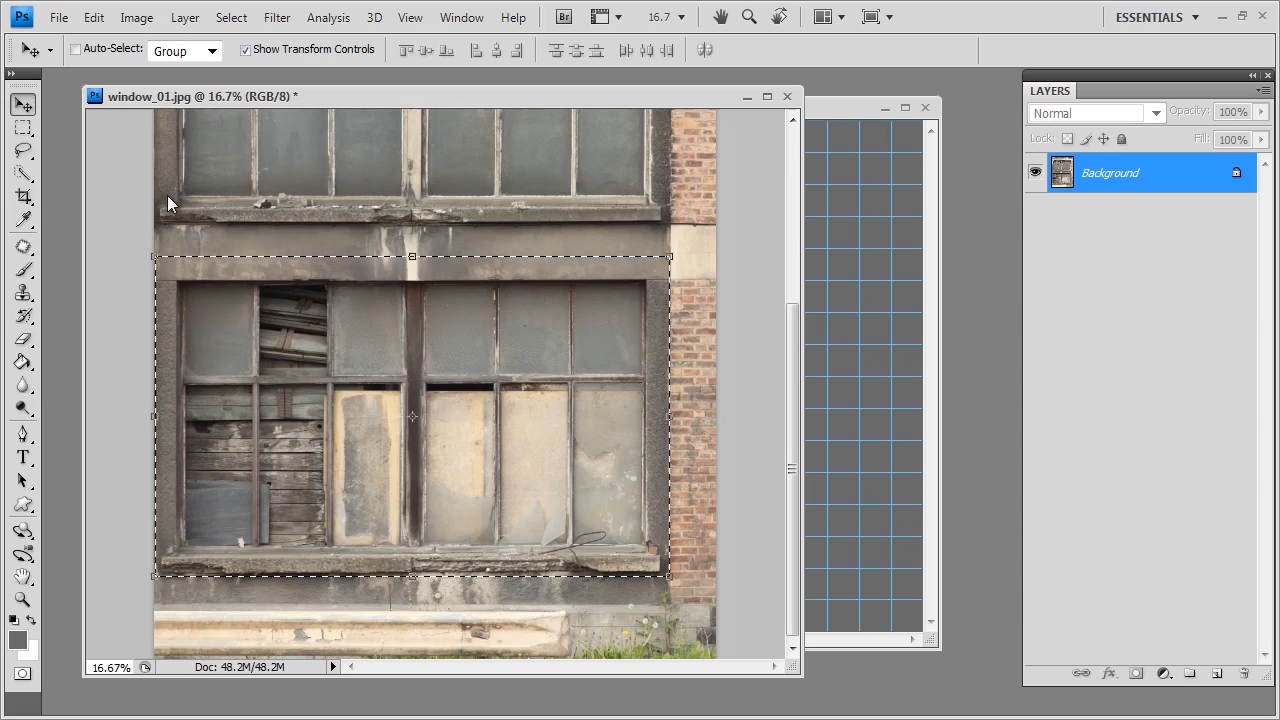 Ps File Edit Image Layer Select Filter Analysis 3D View Window Help Br 16.7 ESSENTIALS
Auto-Select: Group Show Transform Controls
Ps window_01.jpg @ 16.7% (RGB/8) *
LAYERS
Normal Opacity: 100%
Lock: Fill: 100%
Background
T
16.67% Doc: 48.2M/48.2M